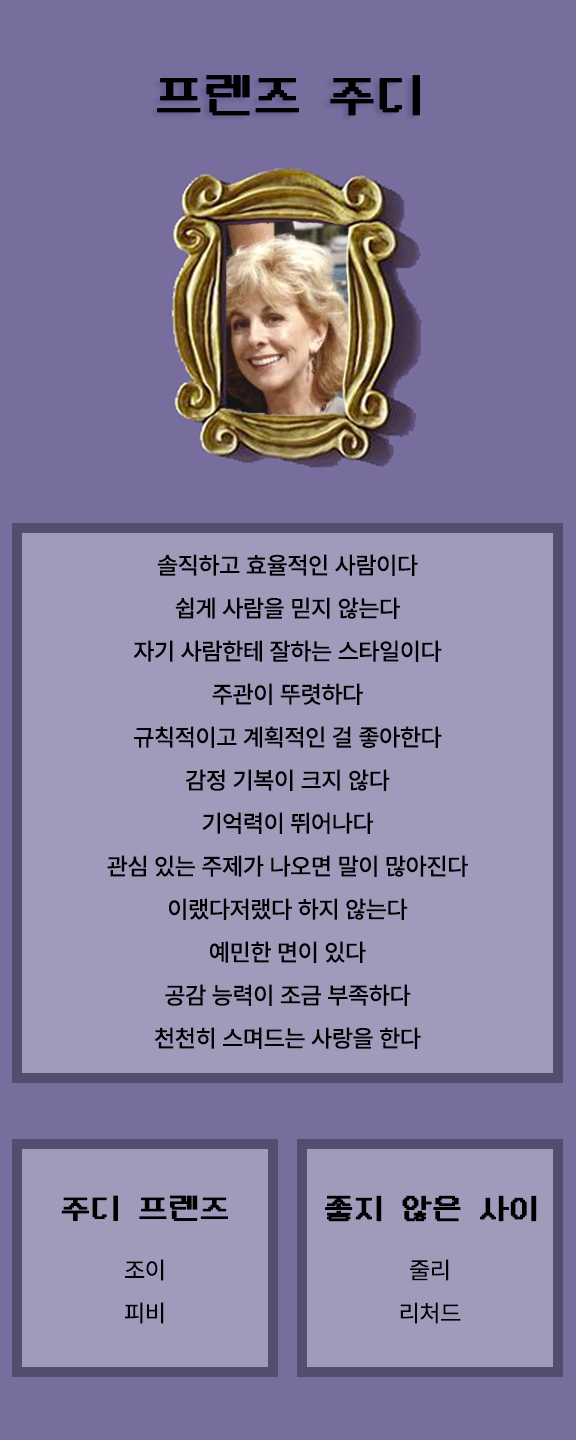 프렌즈 주디
솔직하고 효율적인 사람이다
쉽게 사람을 믿지 않는다
자기 사람한테 잘하는 스타일이다
주관이 뚜렷하다
규칙적이고 계획적인 걸 좋아한다
감정 기복이 크지 않다
기억력이 뛰어나다
관심 있는 주제가 나오면 말이 많아진다
이랬다저랬다 하지 않는다
예민한 면이 있다
공감 능력이 조금 부족하다
천천히 스며드는 사랑을 한다
주디 프렌즈
조이
피비
좋지 않은 사이
줄리
리처드